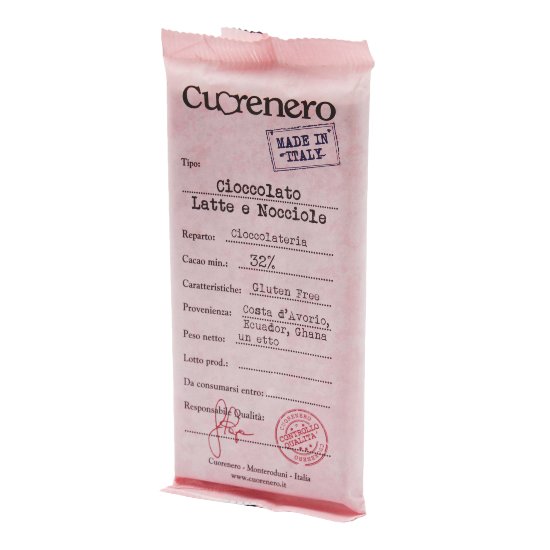 Cuorenero
MADE IN
ITALY
Tipo:
Cioccolato
Latte e Nocciole
Reparto: Cioccolateria
Cacao min.: 32%
Caratteristiche: Gluten Free
Provenienza: Costa d'Avorio,
Ecuador, Ghana
Peso netto: un etto
Lotto prod.:
Da consumarsi entro:
Responsabile Qualità:
CUORENERO
CONTROLLO
QUALITÀ
CUORENERO
Cuorenero - Monteroduni - Italia
www.cuorenero.it